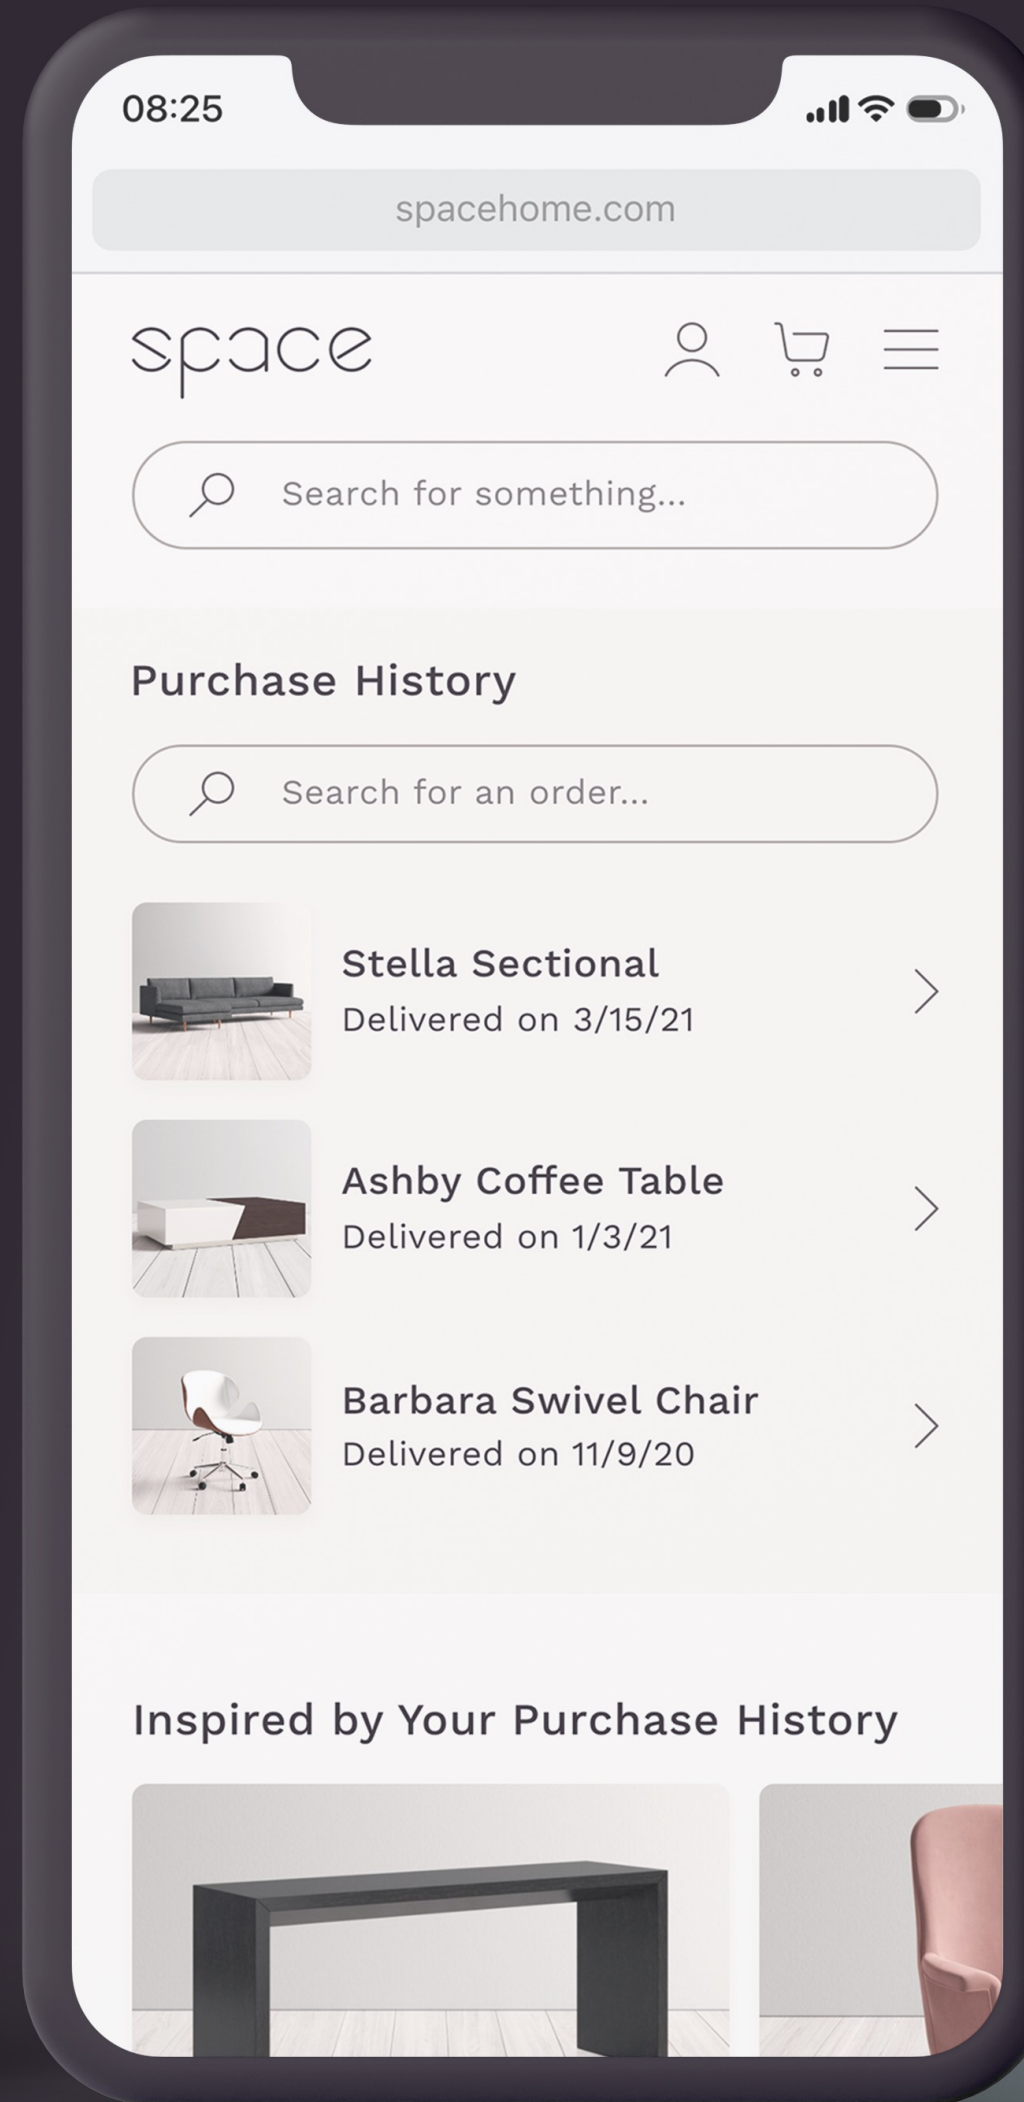 08:25
spacehome.com
space
Search for something...
Purchase History
Search for an order...
Stella Sectional
Delivered on 3/15/21
Ashby Coffee Table
Delivered on 1/3/21
Barbara Swivel Chair
Delivered on 11/9/20
Inspired by Your Purchase History